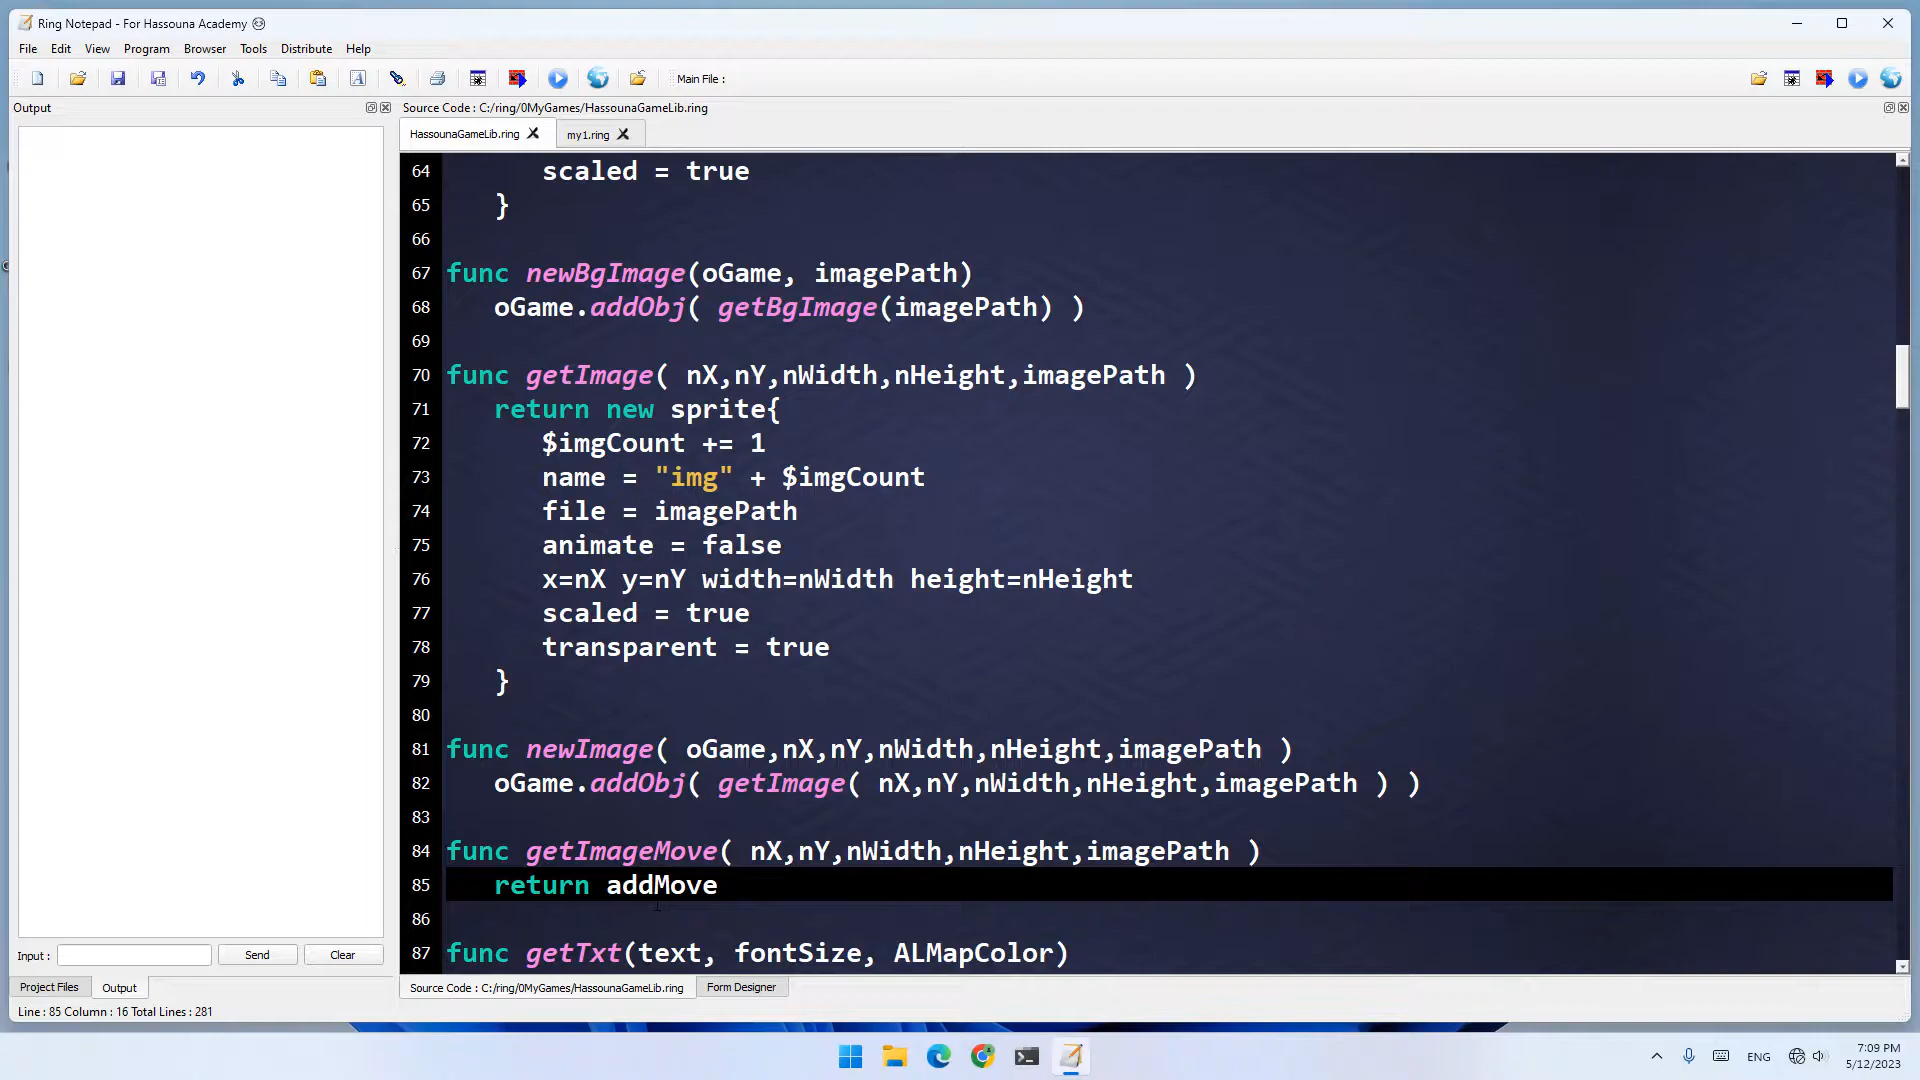 Ring Notepad - For Hassouna Academy
File Edit View Program Browser Tools Distribute Help
Main File :
Output
Source Code : C:/ring/0MyGames/HassounaGameLib.ring
HassounaGameLib.ring my1.ring
64 scaled = true
65 }
66
67 func newBgImage(oGame, imagePath)
68 oGame.addObj( getBgImage(imagePath) )
69
70 func getImage( nX,nY,nWidth,nHeight,imagePath )
71 return new sprite{
72 $imgCount += 1
73 name = "img" + $imgCount
74 file = imagePath
75 animate = false
76 x=nX y=nY width=nWidth height=nHeight
77 scaled = true
78 transparent = true
79 }
80
81 func newImage( oGame,nX,nY,nWidth,nHeight,imagePath )
82 oGame.addObj( getImage( nX,nY,nWidth,nHeight,imagePath ) )
83
84 func getImageMove( nX,nY,nWidth,nHeight,imagePath )
85 return addMove
86
87 func getTxt(text, fontSize, ALMapColor)
Input : Send Clear
Project Files Output
Source Code : C:/ring/0MyGames/HassounaGameLib.ring Form Designer
Line : 85 Column : 16 Total Lines : 281
ENG
7:09 PM
5/12/2023